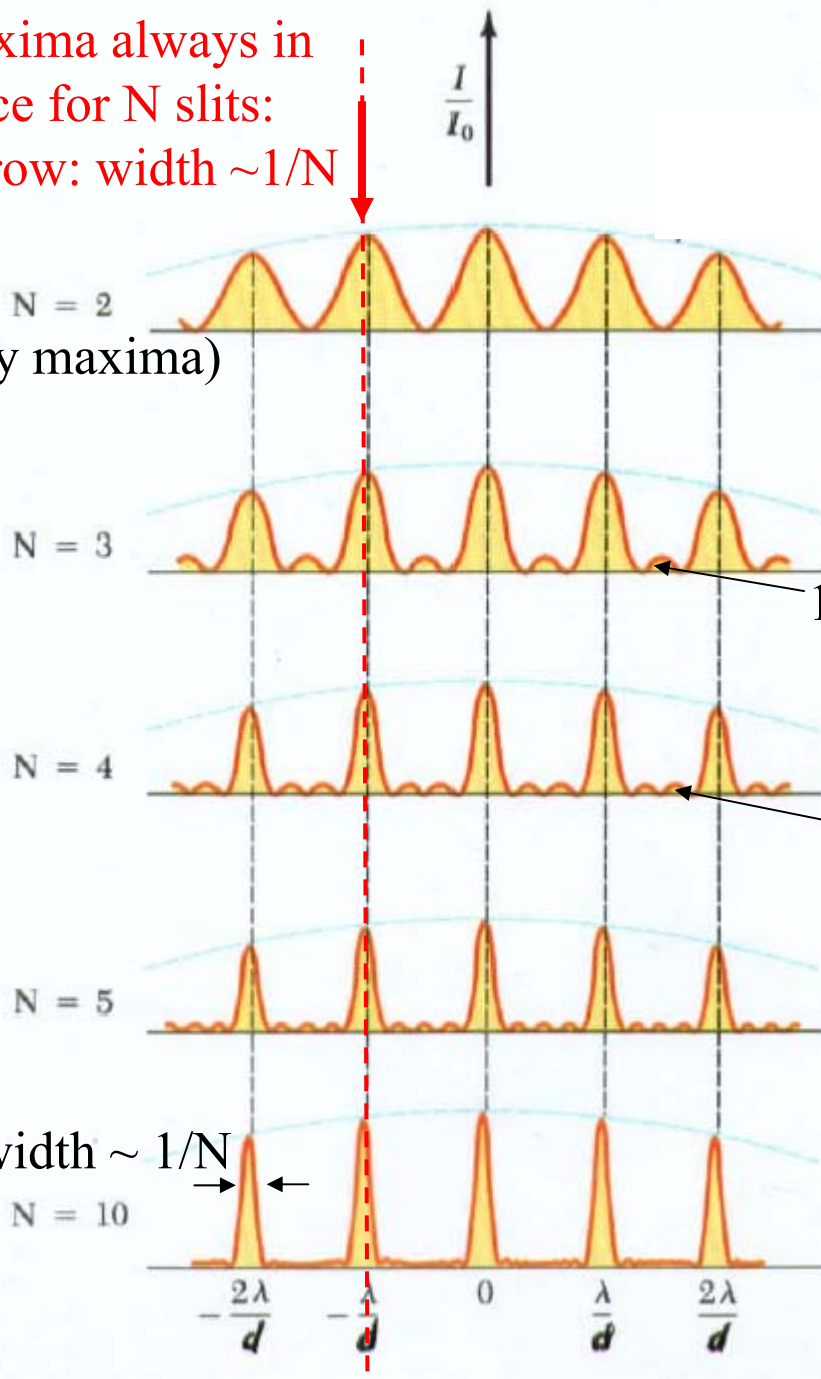 xima always in
ce for N slits:
row: width ~1/N
I
I₀
N = 2
y maxima)
N = 3
1
N = 4
N = 5
width ~ 1/N
N = 10
-2λ/d
-λ/d
0
λ/d
2λ/d